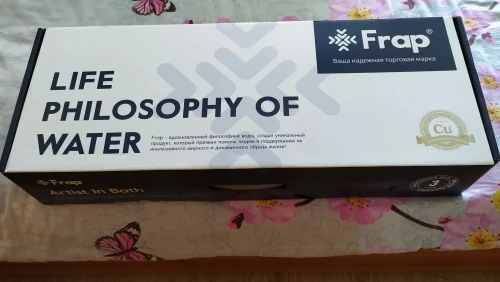 Frap®
Ваша надежная торговая марка
LIFE
PHILOSOPHY OF
WATER
Frap - вдохновленный философией воды, создал уникальный
продукт, который призван помочь людям в поддержании их
инклюзивного мирного и динамичного образа жизни!
Cu
Frap
Artist In Bath
3